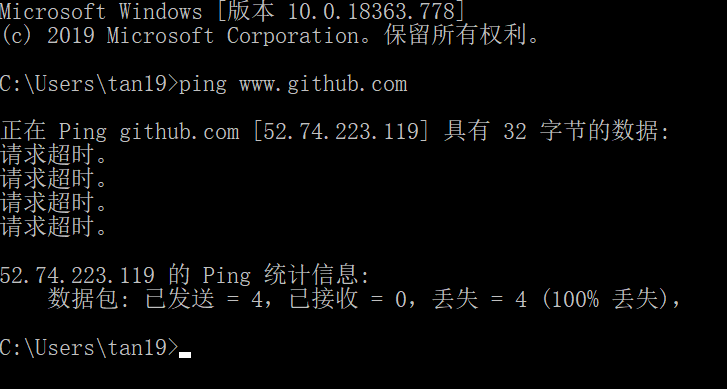 Microsoft Windows [版本 10.0.18363.778]
(c) 2019 Microsoft Corporation。保留所有权利。
C:\Users\tan19>ping www.github.com
正在 Ping github.com [52.74.223.119] 具有 32 字节的数据:
请求超时。
请求超时。
请求超时。
请求超时。
52.74.223.119 的 Ping 统计信息:
数据包: 已发送 = 4，已接收 = 0，丢失 = 4 (100% 丢失)，
C:\Users\tan19>